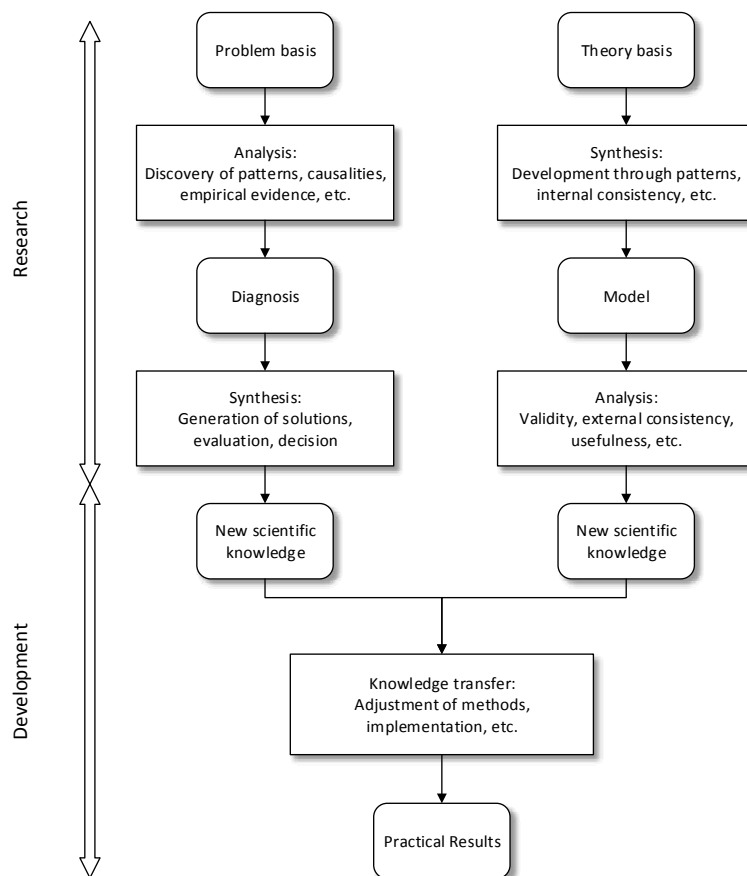 Problem basis
Theory basis
Analysis:
Discovery of patterns, causalities,
empirical evidence, etc.
Synthesis:
Development through patterns,
internal consistency, etc.
Research
Diagnosis
Model
Synthesis:
Generation of solutions,
evaluation, decision
Analysis:
Validity, external consistency,
usefulness, etc.
New scientific
knowledge
New scientific
knowledge
Development
Knowledge transfer:
Adjustment of methods,
implementation, etc.
Practical Results